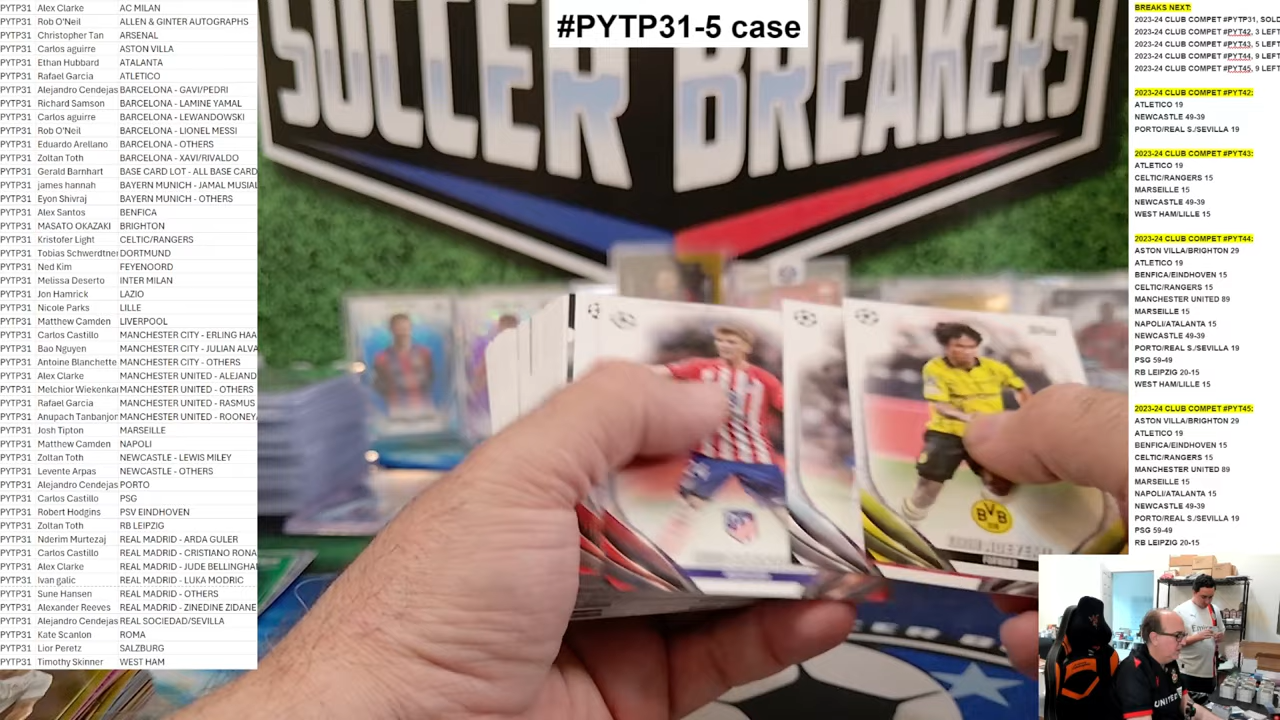 #PYTP31-5 case
SOCCER BREAKERS
PYTP31 Alex Clarke AC MILAN
PYTP31 Rob O'Neil ALLEN & GINTER AUTOGRAPHS
PYTP31 Christopher Tan ARSENAL
PYTP31 Carlos aguirre ASTON VILLA
PYTP31 Ethan Hubbard ATALANTA
PYTP31 Rafael Garcia ATLETICO
PYTP31 Alejandro Cendejas BARCELONA - GAVI/PEDRI
PYTP31 Richard Samson BARCELONA - LAMINE YAMAL
PYTP31 Carlos aguirre BARCELONA - LEWANDOWSKI
PYTP31 Rob O'Neil BARCELONA - LIONEL MESSI
PYTP31 Eduardo Arellano BARCELONA - OTHERS
PYTP31 Zoltan Toth BARCELONA - XAVI/RIVALDO
PYTP31 Gerald Barnhart BASE CARD LOT - ALL BASE CARD
PYTP31 james hannah BAYERN MUNICH - JAMAL MUSIAL
PYTP31 Eyon Shivraj BAYERN MUNICH - OTHERS
PYTP31 Alex Santos BENFICA
PYTP31 MASATO OKAZAKI BRIGHTON
PYTP31 Kristofer Light CELTIC/RANGERS
PYTP31 Tobias Schwerdtner DORTMUND
PYTP31 Ned Kim FEYENOORD
PYTP31 Melissa Deserto INTER MILAN
PYTP31 Jon Hamrick LAZIO
PYTP31 Nicole Parks LILLE
PYTP31 Matthew Camden LIVERPOOL
PYTP31 Carlos Castillo MANCHESTER CITY - ERLING HAA
PYTP31 Bao Nguyen MANCHESTER CITY - JULIAN ALVA
PYTP31 Antoine Blanchette MANCHESTER CITY - OTHERS
PYTP31 Alex Clarke MANCHESTER UNITED - ALEJAND
PYTP31 Melchior Wiekenkar MANCHESTER UNITED - OTHERS
PYTP31 Rafael Garcia MANCHESTER UNITED - RASMUS
PYTP31 Anupach Tanbanjor MANCHESTER UNITED - ROONEY
PYTP31 Josh Tipton MARSEILLE
PYTP31 Matthew Camden NAPOLI
PYTP31 Zoltan Toth NEWCASTLE - LEWIS MILEY
PYTP31 Levente Arpas NEWCASTLE - OTHERS
PYTP31 Alejandro Cendejas PORTO
PYTP31 Carlos Castillo PSG
PYTP31 Robert Hodgins PSV EINDHOVEN
PYTP31 Zoltan Toth RB LEIPZIG
PYTP31 Nderim Murtezaj REAL MADRID - ARDA GULER
PYTP31 Carlos Castillo REAL MADRID - CRISTIANO RONA
PYTP31 Alex Clarke REAL MADRID - JUDE BELLINGHA
PYTP31 Ivan galic REAL MADRID - LUKA MODRIC
PYTP31 Sune Hansen REAL MADRID - OTHERS
PYTP31 Alexander Reeves REAL MADRID - ZINEDINE ZIDANE
PYTP31 Alejandro Cendejas REAL SOCIEDAD/SEVILLA
PYTP31 Kate Scanlon ROMA
PYTP31 Lior Peretz SALZBURG
PYTP31 Timothy Skinner WEST HAM
BVB
09
BREAKS NEXT:
2023-24 CLUB COMPET #PYTP31, SOLD
2023-24 CLUB COMPET #PYT42, 3 LEFT
2023-24 CLUB COMPET #PYT43, 5 LEFT
2023-24 CLUB COMPET #PYT44, 9 LEFT
2023-24 CLUB COMPET #PYT45, 9 LEFT
2023-24 CLUB COMPET #PYT42:
ATLETICO 19
NEWCASTLE 49-39
PORTO/REAL S./SEVILLA 19
2023-24 CLUB COMPET #PYT43:
ATLETICO 19
CELTIC/RANGERS 15
MARSEILLE 15
NEWCASTLE 49-39
WEST HAM/LILLE 15
2023-24 CLUB COMPET #PYT44:
ASTON VILLA/BRIGHTON 29
ATLETICO 19
BENFICA/EINDHOVEN 15
CELTIC/RANGERS 15
MANCHESTER UNITED 89
MARSEILLE 15
NAPOLI/ATALANTA 15
NEWCASTLE 49-39
PORTO/REAL S./SEVILLA 19
PSG 59-49
RB LEIPZIG 20-15
WEST HAM/LILLE 15
2023-24 CLUB COMPET #PYT45:
ASTON VILLA/BRIGHTON 29
ATLETICO 19
BENFICA/EINDHOVEN 15
CELTIC/RANGERS 15
MANCHESTER UNITED 89
MARSEILLE 15
NAPOLI/ATALANTA 15
NEWCASTLE 49-39
PORTO/REAL S./SEVILLA 19
PSG 59-49
RB LEIPZIG 20-15